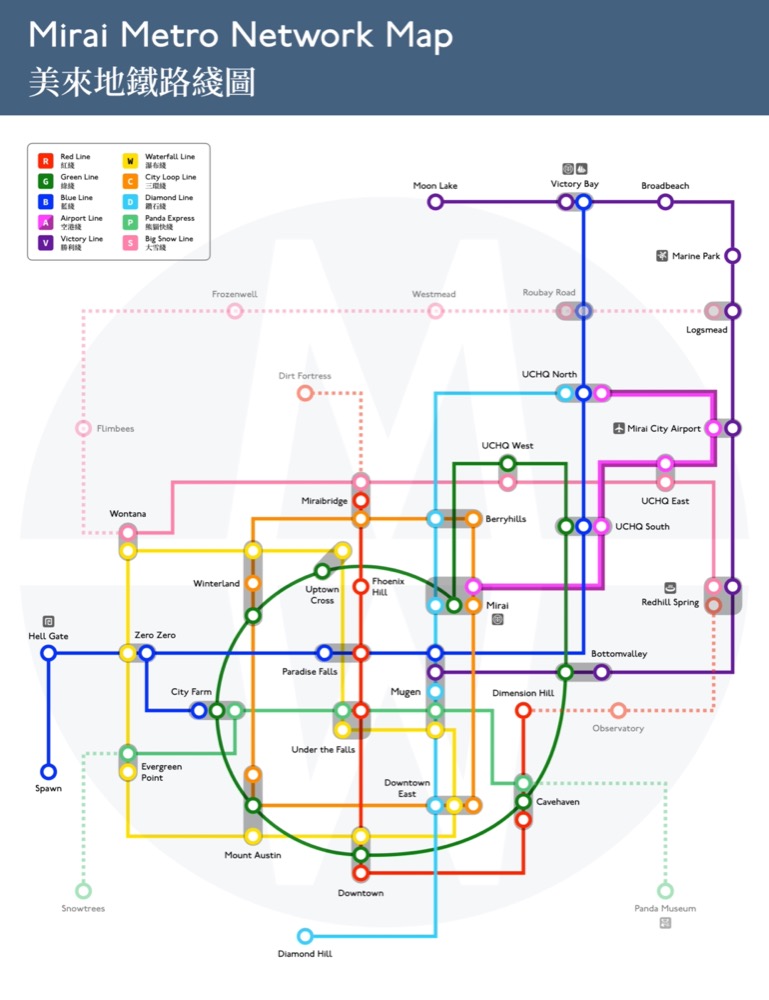 Mirai Metro Network Map
美來地鐵路綫圖
R Red Line
紅綫
G Green Line
綠綫
B Blue Line
藍綫
A Airport Line
空港綫
V Victory Line
勝利綫
W Waterfall Line
瀑布綫
C City Loop Line
三環綫
D Diamond Line
鑽石綫
P Panda Express
熊貓快綫
S Big Snow Line
大雪綫
Moon Lake
Victory Bay
Broadbeach
Marine Park
Frozenwell
Westmead
Roubay Road
Logsmead
Dirt Fortress
UCHQ North
Flimbees
Mirai City Airport
UCHQ West
Miraibridge
UCHQ East
Wontana
Berryhills
UCHQ South
Winterland
Uptown
Cross
Fhoenix
Hill
Mirai
Redhill Spring
Hell Gate
Zero Zero
Paradise Falls
Bottomvalley
City Farm
Mugen
Dimension Hill
Observatory
Under the Falls
Evergreen
Point
Spawn
Downtown
East
Cavehaven
Mount Austin
Downtown
Snowtrees
Panda Museum
Diamond Hill